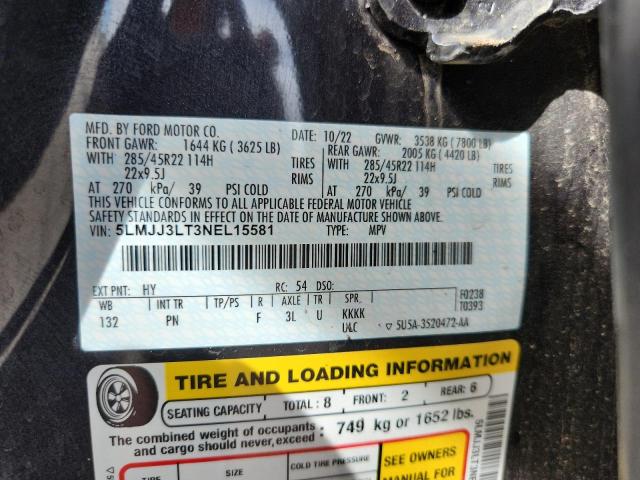 MFD. BY FORD MOTOR CO.
DATE: 10/22 GVWR: 3538 KG ( 7800 LB)
FRONT GAWR: 1644 KG ( 3625 LB)
REAR GAWR: 2005 KG ( 4420 LB)
WITH 285/45R22 114H TIRES
WITH 285/45R22 114H TIRES
22x9.5J RIMS
22x9.5J RIMS
AT 270 kPa/ 39 PSI COLD
AT 270 kPa/ 39 PSI COLD
THIS VEHICLE CONFORMS TO ALL APPLICABLE FEDERAL MOTOR VEHICLE
SAFETY STANDARDS IN EFFECT ON THE DATE OF MANUFACTURE SHOWN ABOVE.
VIN: 5LMJJ3LT3NEL15581 TYPE: MPV
EXT PNT: HY RC: 54 DSO:
F0238
T0393
WB INT TR TP/PS R AXLE TR SPR
132 PN F 3L U KKKK
U&C
5U5A-3520472-AA
TIRE AND LOADING INFORMATION
SEATING CAPACITY TOTAL: 8 FRONT: 2 REAR: 6
The combined weight of occupants and cargo should never exceed : 749 kg or 1652 lbs.
TIRE SIZE COLD TIRE PRESSURE
SEE OWNERS
MANUAL FOR